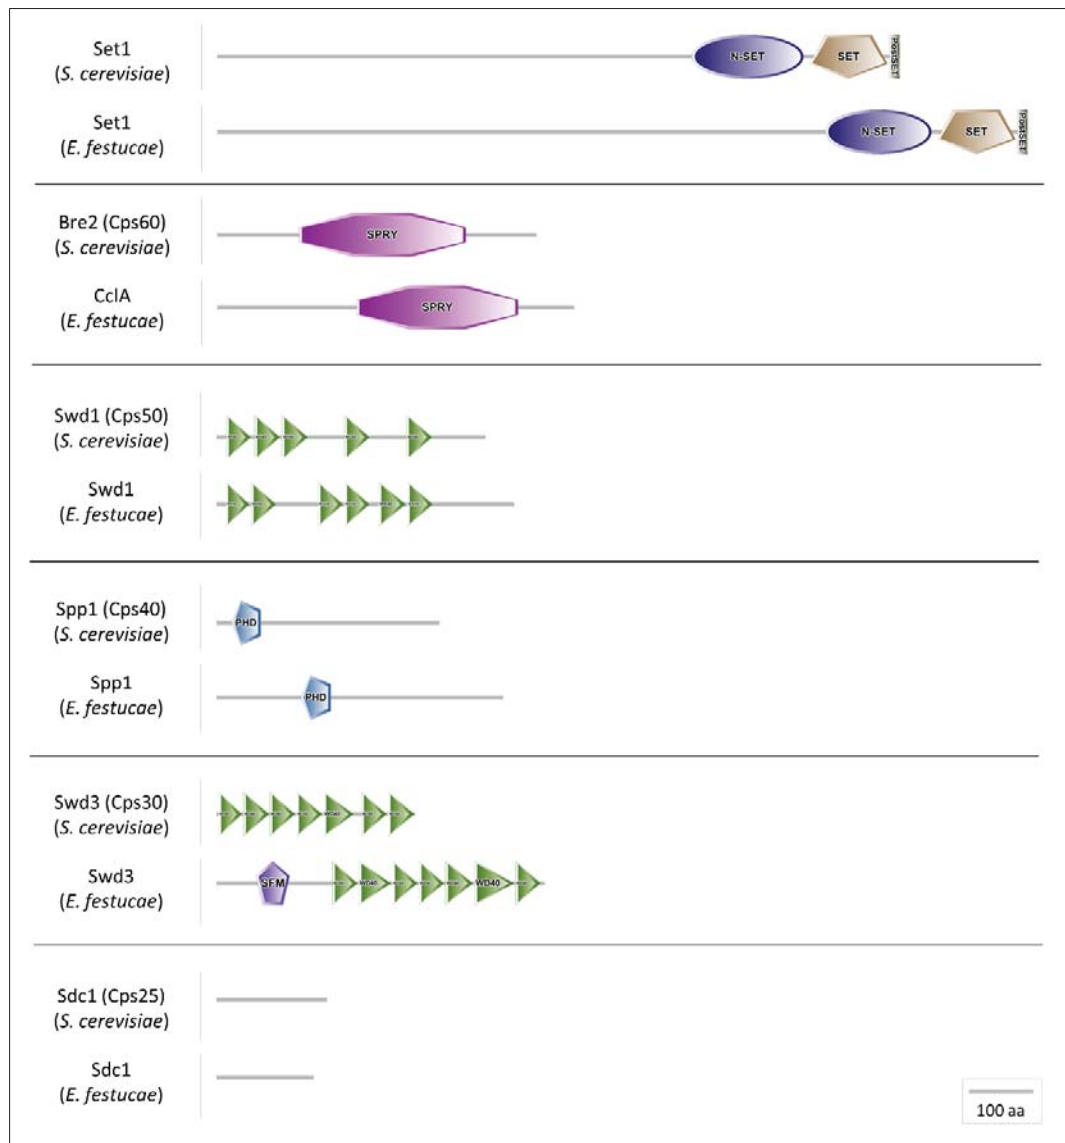 Set1
(S. cerevisiae)
N-SET
SET
PostSET
Set1
(E. festucae)
N-SET
SET
PostSET
Bre2 (Cps60)
(S. cerevisiae)
SPRY
CclA
(E. festucae)
SPRY
Swd1 (Cps50)
(S. cerevisiae)
Swd1
(E. festucae)
Spp1 (Cps40)
(S. cerevisiae)
PHD
Spp1
(E. festucae)
PHD
Swd3 (Cps30)
(S. cerevisiae)
WD40
Swd3
(E. festucae)
SFM
WD40
WD40
Sdc1 (Cps25)
(S. cerevisiae)
Sdc1
(E. festucae)
100 aa